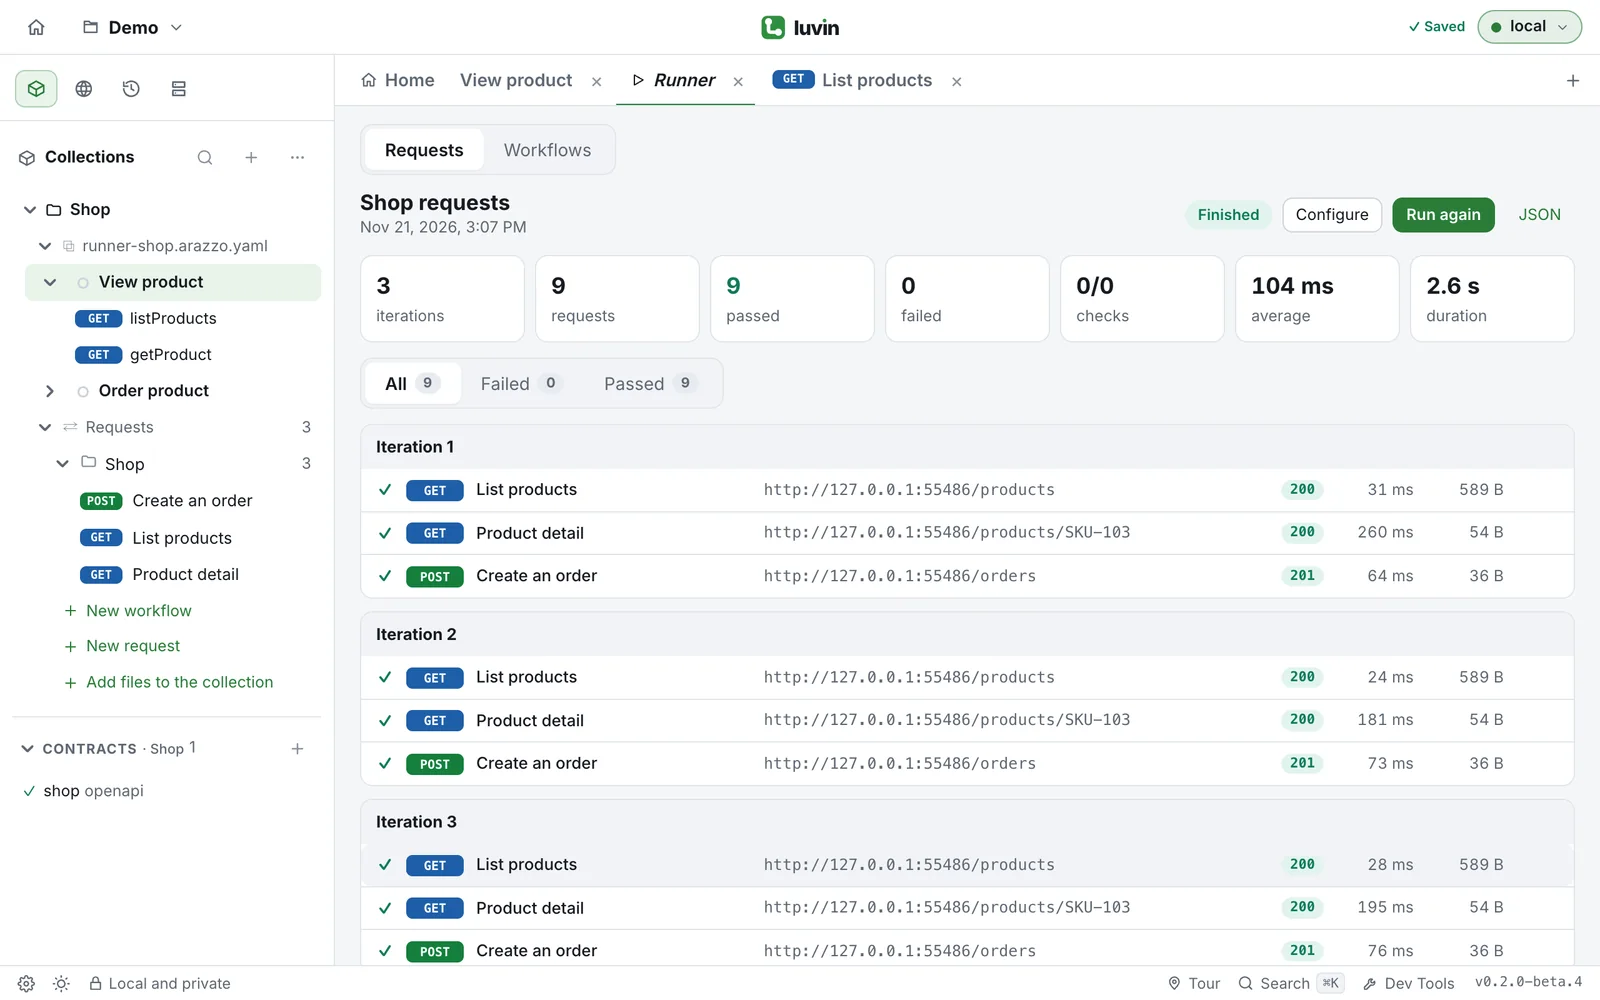 Demo
luvin
Saved
local
Home
View product
Runner
GET List products
Collections
Requests
Workflows
Shop
runner-shop.arazzo.yaml
View product
GET listProducts
GET getProduct
Order product
Requests 3
Shop 3
POST Create an order
GET List products
GET Product detail
+ New workflow
+ New request
+ Add files to the collection
CONTRACTS · Shop 1
shop openapi
Shop requests
Nov 21, 2026, 3:07 PM
Finished
Configure
Run again
JSON
3
iterations
9
requests
9
passed
0
failed
0/0
checks
104 ms
average
2.6 s
duration
All 9
Failed 0
Passed 9
Iteration 1
GET List products http://127.0.0.1:55486/products 200 31 ms 589 B
GET Product detail http://127.0.0.1:55486/products/SKU-103 200 260 ms 54 B
POST Create an order http://127.0.0.1:55486/orders 201 64 ms 36 B
Iteration 2
GET List products http://127.0.0.1:55486/products 200 24 ms 589 B
GET Product detail http://127.0.0.1:55486/products/SKU-103 200 181 ms 54 B
POST Create an order http://127.0.0.1:55486/orders 201 73 ms 36 B
Iteration 3
GET List products http://127.0.0.1:55486/products 200 28 ms 589 B
GET Product detail http://127.0.0.1:55486/products/SKU-103 200 195 ms 54 B
POST Create an order http://127.0.0.1:55486/orders 201 76 ms 36 B
Local and private
Tour
Search ⌘K
Dev Tools
v0.2.0-beta.4